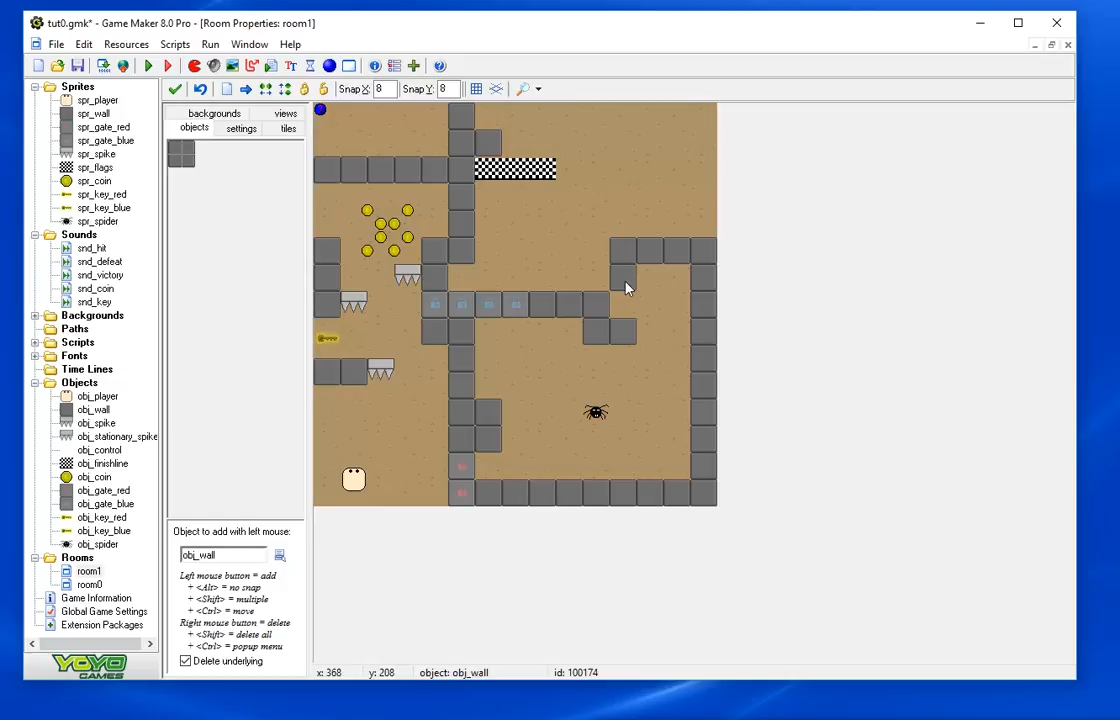 tut0.gmk* - Game Maker 8.0 Pro - [Room Properties: room1]
File Edit Resources Scripts Run Window Help
Snap X: 8 Snap Y: 8
Sprites
spr_player
spr_wall
spr_gate_red
spr_gate_blue
spr_spike
spr_flags
spr_coin
spr_key_red
spr_key_blue
spr_spider
Sounds
snd_hit
snd_defeat
snd_victory
snd_coin
snd_key
Backgrounds
Paths
Scripts
Fonts
Time Lines
Objects
obj_player
obj_wall
obj_spike
obj_stationary_spike
obj_control
obj_finishline
obj_coin
obj_gate_red
obj_gate_blue
obj_key_red
obj_key_blue
obj_spider
Rooms
room1
room0
Game Information
Global Game Settings
Extension Packages
YOYO
GAMES
backgrounds views
objects settings tiles
Object to add with left mouse:
obj_wall
Left mouse button = add
+ <Alt> = no snap
+ <Shift> = multiple
+ <Ctrl> = move
Right mouse button = delete
+ <Shift> = delete all
+ <Ctrl> = popup menu
Delete underlying
x: 368 y: 208 object: obj_wall id: 100174